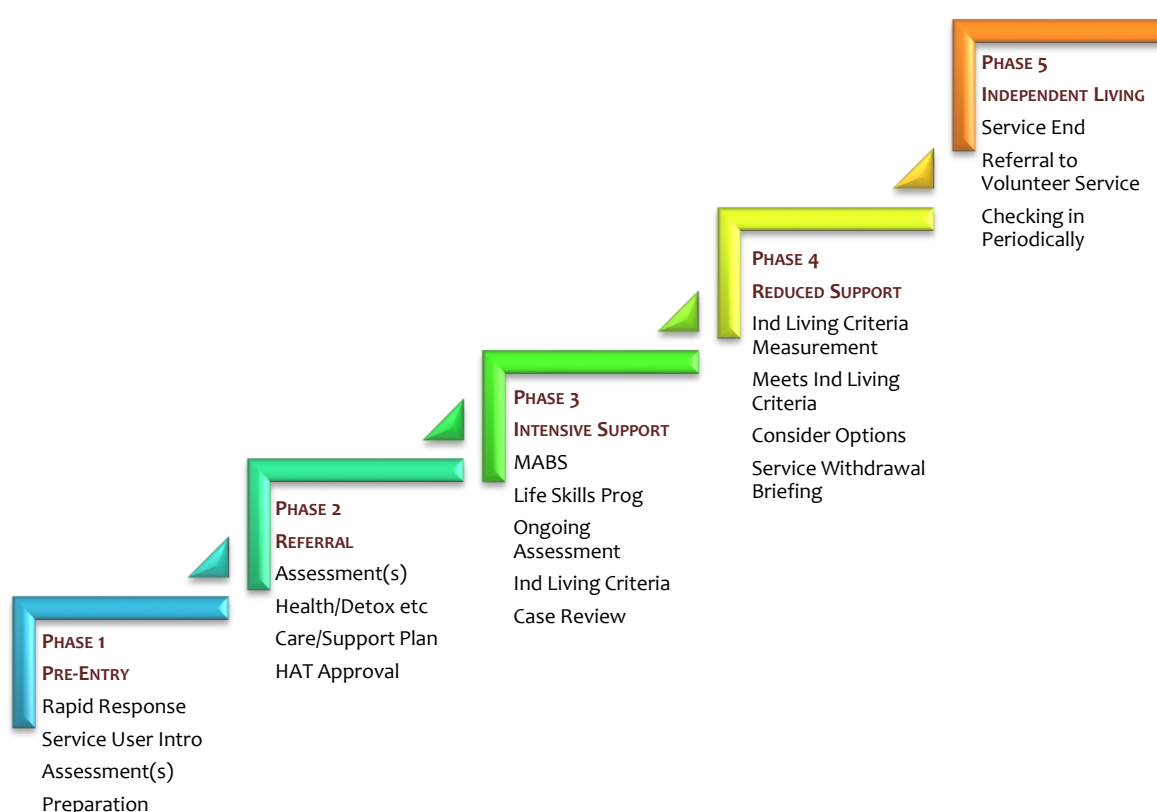 PHASE 1
PRE-ENTRY
Rapid Response
Service User Intro
Assessment(s)
Preparation
PHASE 2
REFERRAL
Assessment(s)
Health/Detox etc
Care/Support Plan
HAT Approval
PHASE 3
INTENSIVE SUPPORT
MABS
Life Skills Prog
Ongoing
Assessment
Ind Living Criteria
Case Review
PHASE 4
REDUCED SUPPORT
Ind Living Criteria
Measurement
Meets Ind Living
Criteria
Consider Options
Service Withdrawal
Briefing
PHASE 5
INDEPENDENT LIVING
Service End
Referral to
Volunteer Service
Checking in
Periodically